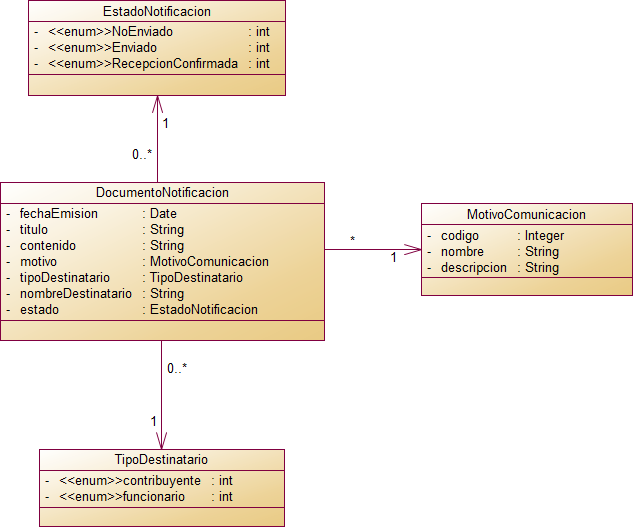 EstadoNotificacion
- <<enum>>NoEnviado : int
- <<enum>>Enviado : int
- <<enum>>RecepcionConfirmada : int
1
0..*
DocumentoNotificacion
- fechaEmision : Date
- titulo : String
- contenido : String
- motivo : MotivoComunicacion
- tipoDestinatario : TipoDestinatario
- nombreDestinatario : String
- estado : EstadoNotificacion
*
1
MotivoComunicacion
- codigo : Integer
- nombre : String
- descripcion : String
0..*
1
TipoDestinatario
- <<enum>>contribuyente : int
- <<enum>>funcionario : int